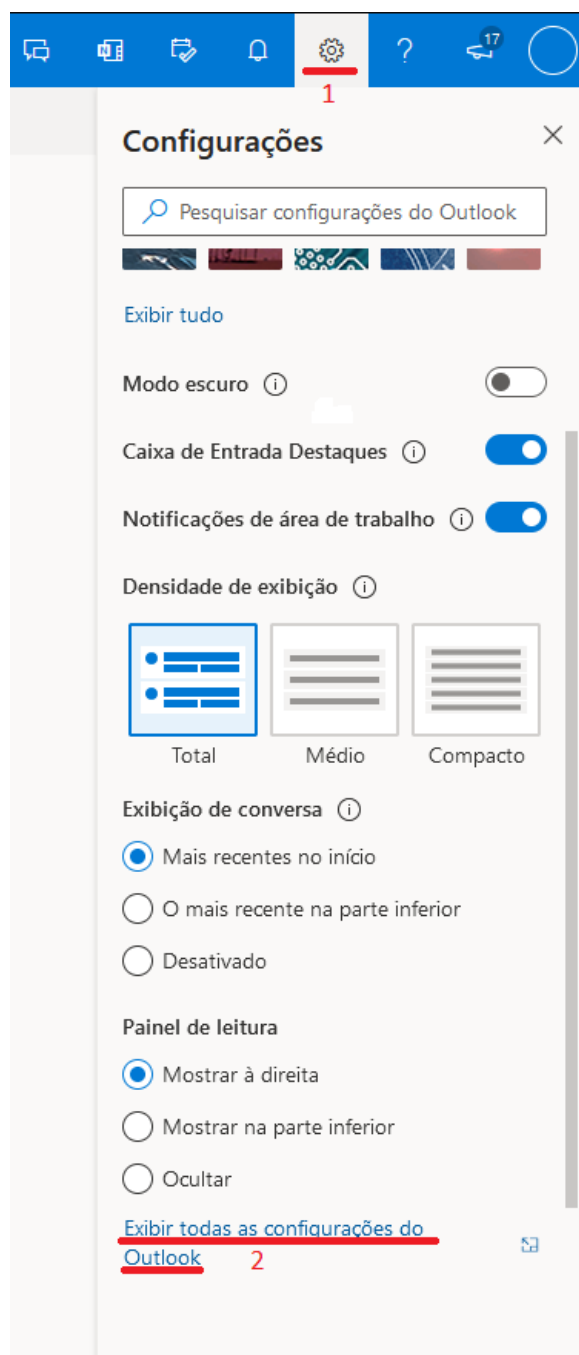 17
1
Configurações
Pesquisar configurações do Outlook
Exibir tudo
Modo escuro
Caixa de Entrada Destaques
Notificações de área de trabalho
Densidade de exibição
Total Médio Compacto
Exibição de conversa
Mais recentes no início
O mais recente na parte inferior
Desativado
Painel de leitura
Mostrar à direita
Mostrar na parte inferior
Ocultar
Exibir todas as configurações do
Outlook 2